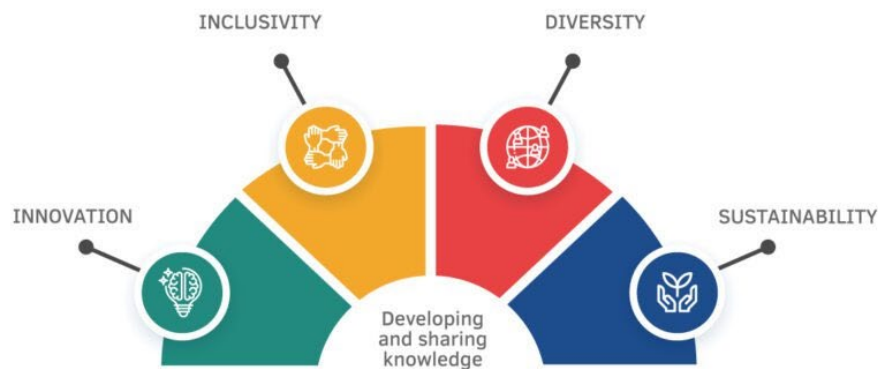 INCLUSIVITY
DIVERSITY
INNOVATION
SUSTAINABILITY
Developing
and sharing
knowledge